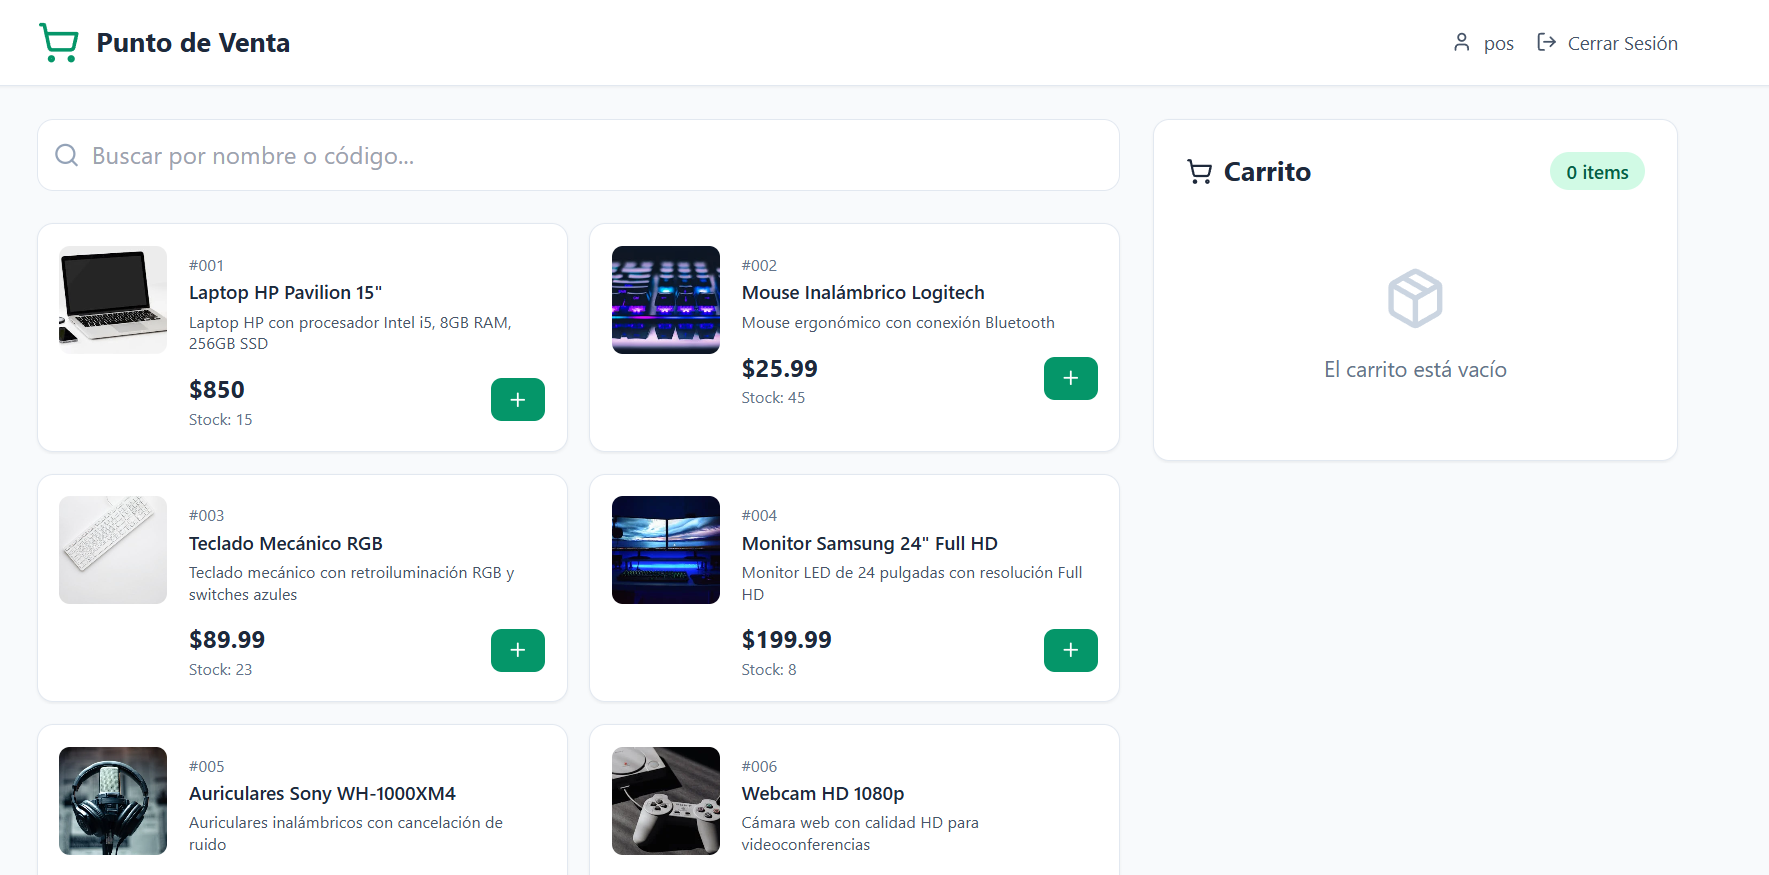 Punto de Venta
pos
Cerrar Sesión
Buscar por nombre o código...
#001
Laptop HP Pavilion 15"
Laptop HP con procesador Intel i5, 8GB RAM,
256GB SSD
$850
Stock: 15
#002
Mouse Inalámbrico Logitech
Mouse ergonómico con conexión Bluetooth
$25.99
Stock: 45
#003
Teclado Mecánico RGB
Teclado mecánico con retroiluminación RGB y
switches azules
$89.99
Stock: 23
#004
Monitor Samsung 24" Full HD
Monitor LED de 24 pulgadas con resolución Full
HD
$199.99
Stock: 8
#005
Auriculares Sony WH-1000XM4
Auriculares inalámbricos con cancelación de
ruido
#006
Webcam HD 1080p
Cámara web con calidad HD para
videoconferencias
Carrito
0 items
El carrito está vacío